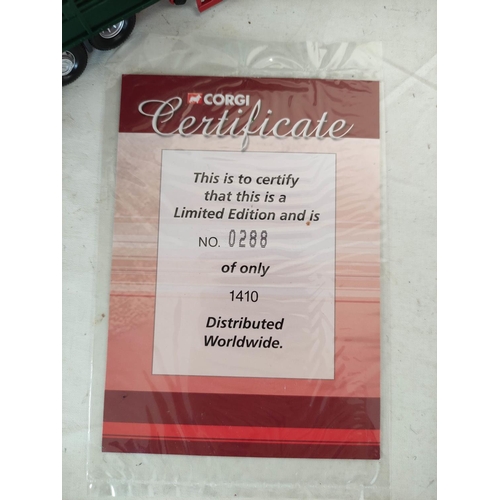 CORGI
Certificate
This is to certify
that this is a
Limited Edition and is
NO. 0288
of only
1410
Distributed
Worldwide.